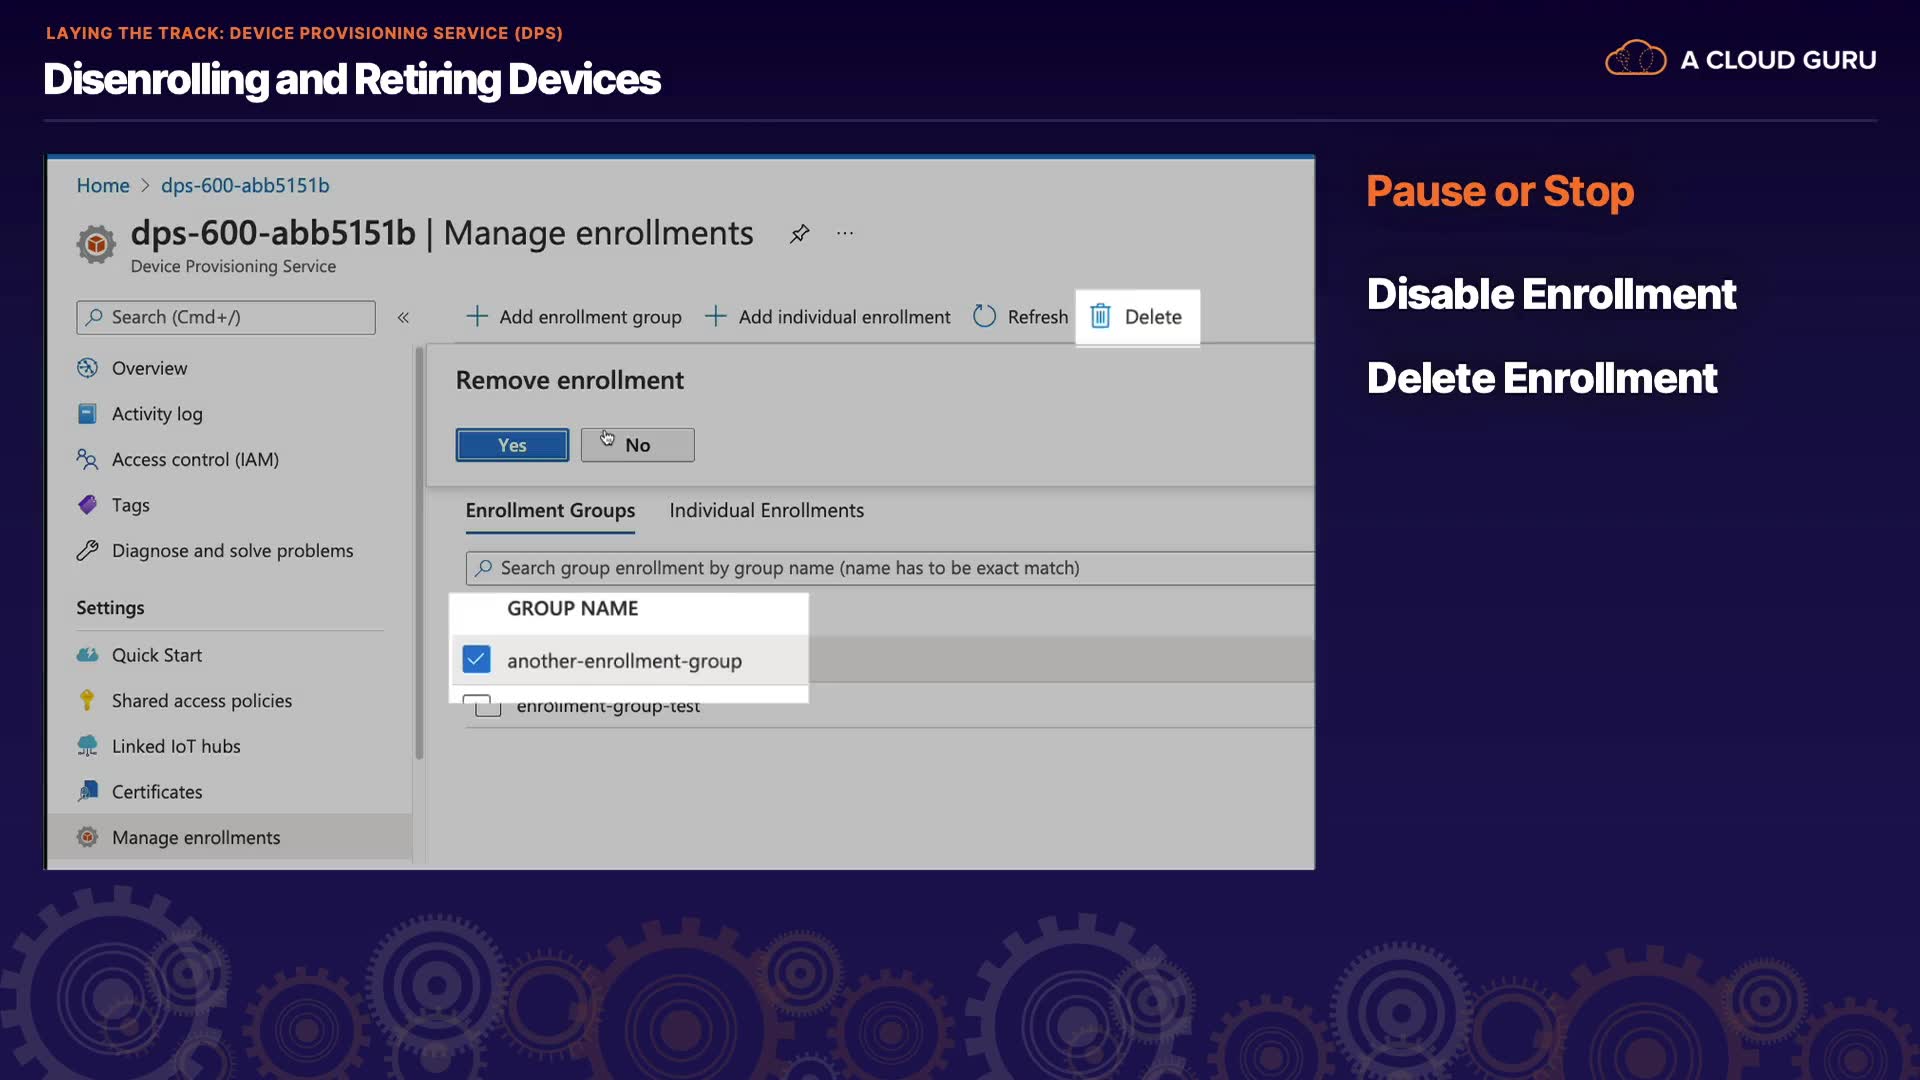 LAYING THE TRACK: DEVICE PROVISIONING SERVICE (DPS)
Disenrolling and Retiring Devices
A CLOUD GURU
Home > dps-600-abb5151b
dps-600-abb5151b | Manage enrollments
Device Provisioning Service
Search (Cmd+/)
«
Add enrollment group
Add individual enrollment
Refresh
Delete
Overview
Activity log
Access control (IAM)
Tags
Diagnose and solve problems
Settings
Quick Start
Shared access policies
Linked IoT hubs
Certificates
Manage enrollments
Remove enrollment
Yes
No
Enrollment Groups
Individual Enrollments
Search group enrollment by group name (name has to be exact match)
GROUP NAME
another-enrollment-group
enrollment-group-test
Pause or Stop
Disable Enrollment
Delete Enrollment